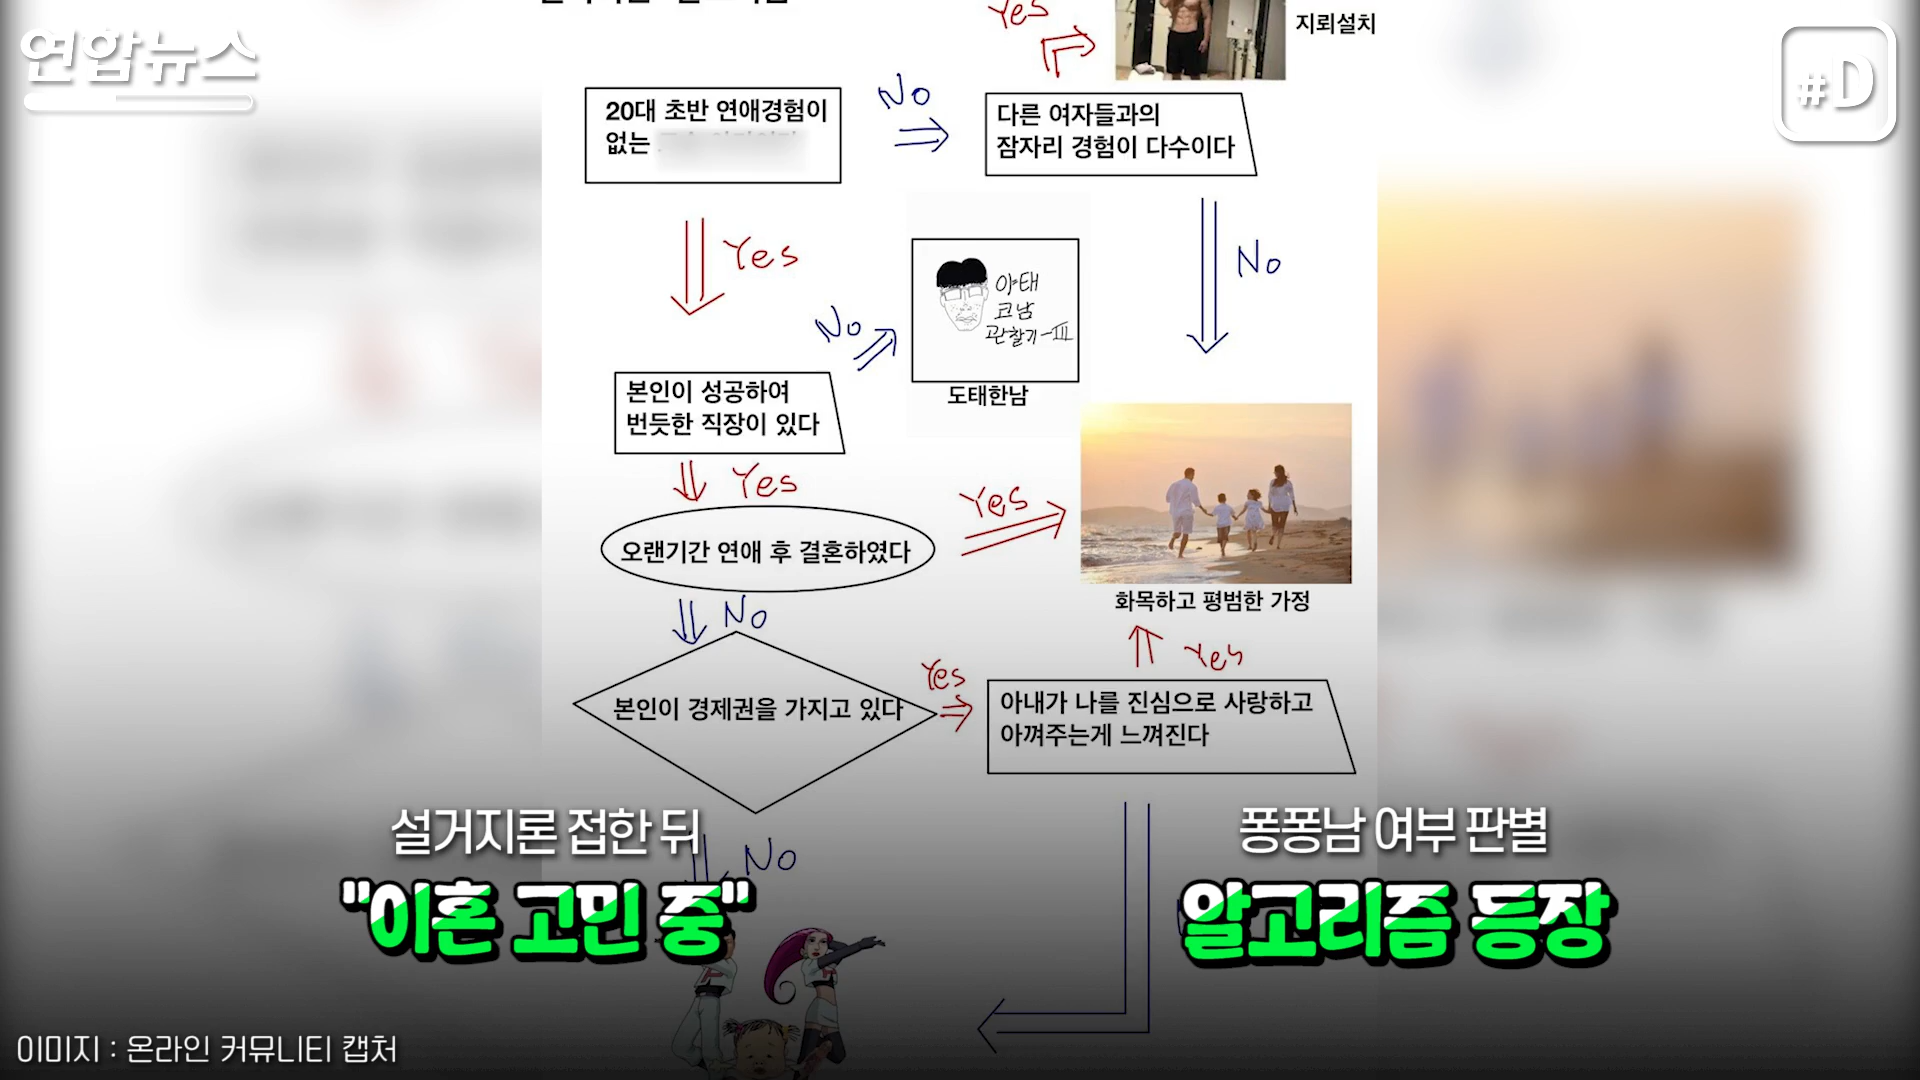 연합뉴스
#D
Yes
지뢰설치
20대 초반 연애경험이
없는
No
다른 여자들과의
잠자리 경험이 다수이다
Yes
No
No
야태
코남
관찰기-III
도태한남
본인이 성공하여
번듯한 직장이 있다
Yes
오랜기간 연애 후 결혼하였다
Yes
화목하고 평범한 가정
No
Yes
본인이 경제권을 가지고 있다
Yes
아내가 나를 진심으로 사랑하고
아껴주는게 느껴진다
No
설거지론 접한 뒤
"이혼 고민 중"
퐁퐁남 여부 판별
알고리즘 등장
이미지 : 온라인 커뮤니티 캡처